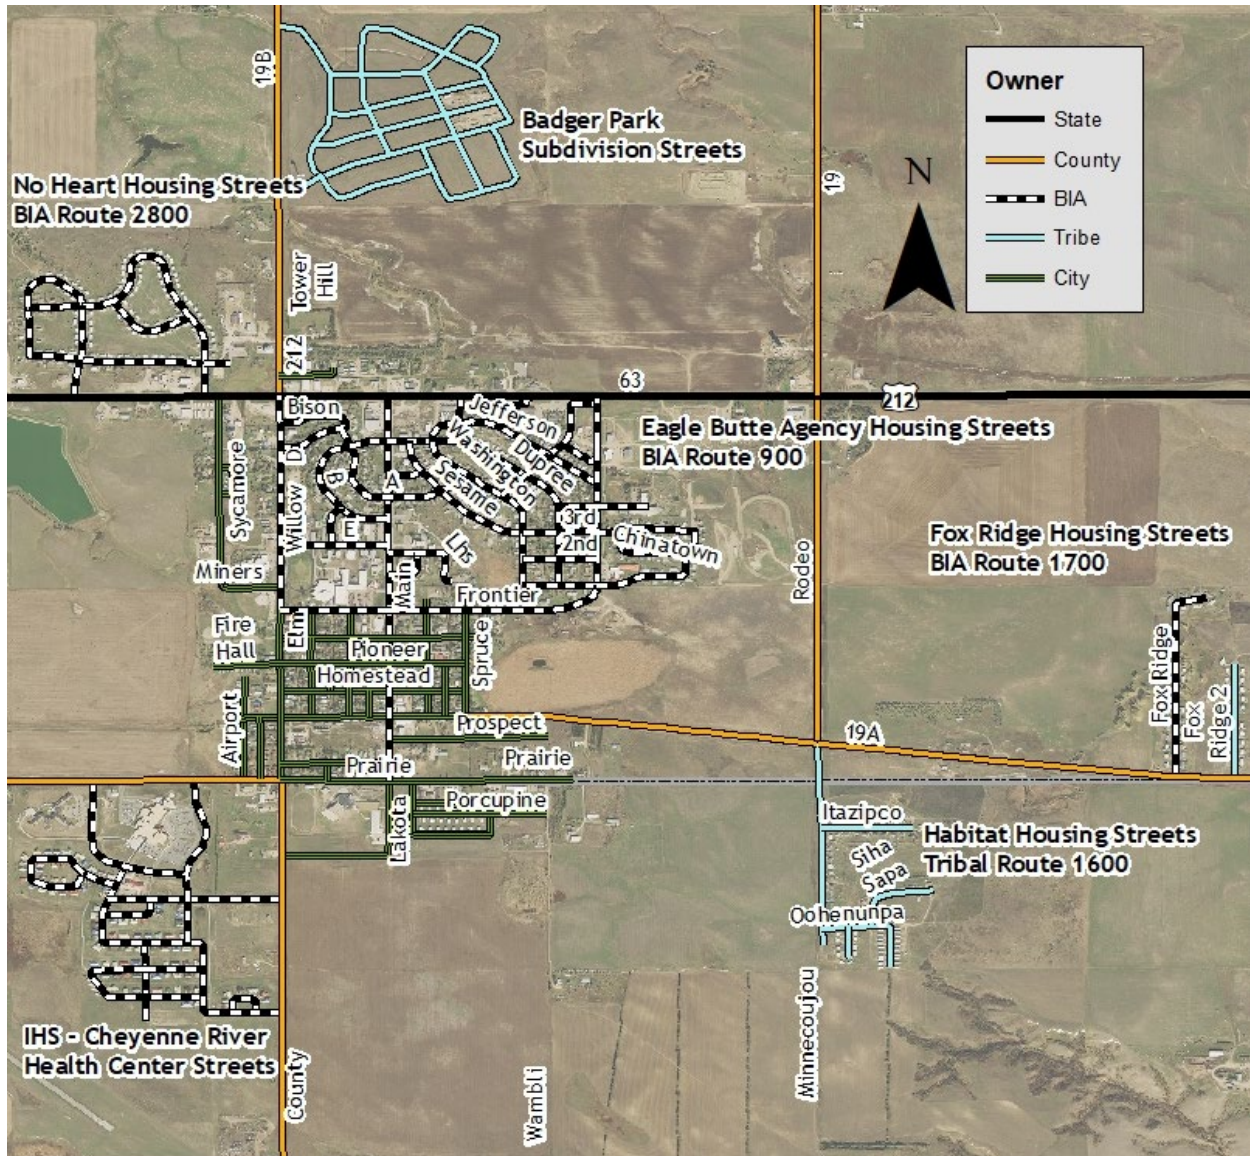 19B
Badger Park
Subdivision Streets
19
N
Owner
State
County
BIA
Tribe
City
No Heart Housing Streets
BIA Route 2800
Tower
Hill
212
63
212
Bison
Jefferson
Dupree
Washington
Sesame
Eagle Butte Agency Housing Streets
BIA Route 900
Sycamore
Willow
D
B
A
E
Lhs
3rd
2nd
Chinatown
Fox Ridge Housing Streets
BIA Route 1700
Miners
Main
Frontier
Rodeo
Fire
Hall
Elm
Pioneer
Homestead
Spruce
Fox Ridge
Fox
Ridge 2
Airport
Prospect
19A
Prairie
Prairie
Porcupine
Lakota
Itazipco
Habitat Housing Streets
Tribal Route 1600
Siha
Sapa
Oohenunpa
Minnecoujou
IHS - Cheyenne River
Health Center Streets
County
Wambli